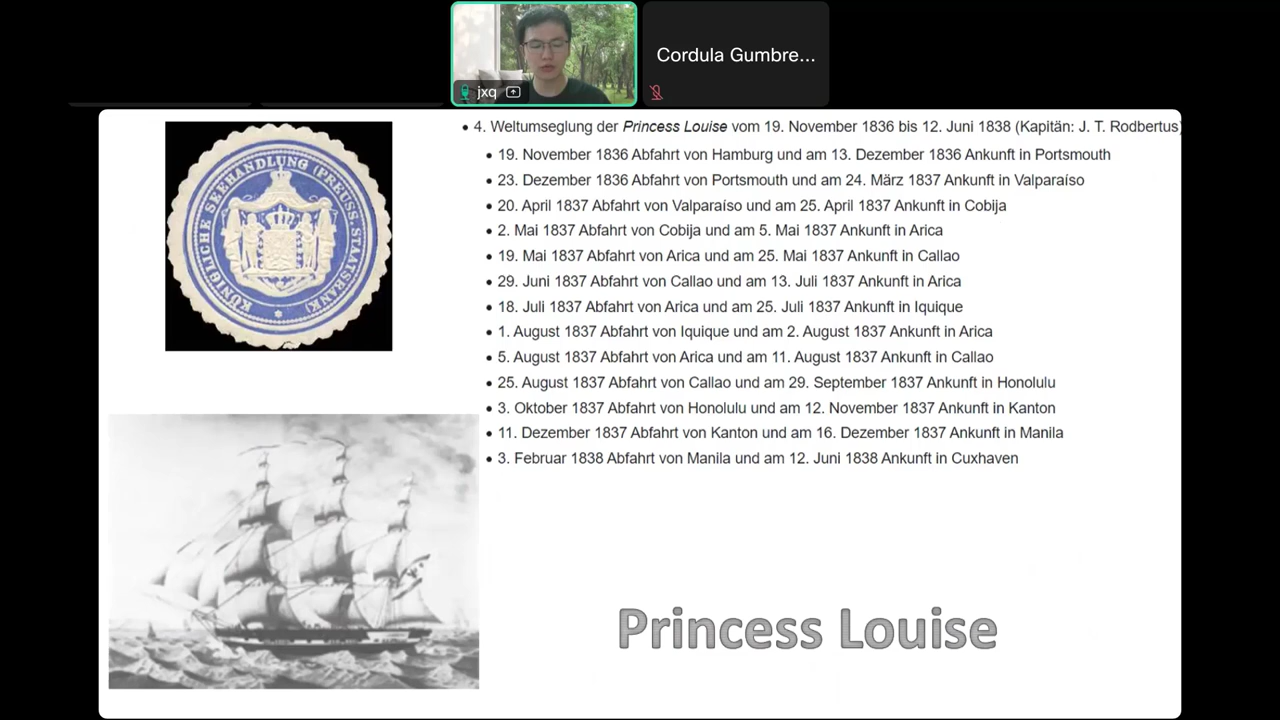 Cordula Gumbre...
jxq
KÖNIGLICHE SEEHANDLUNG (PREUSS. STAATSBANK)
4. Weltumseglung der Princess Louise vom 19. November 1836 bis 12. Juni 1838 (Kapitän: J. T. Rodbertus)
19. November 1836 Abfahrt von Hamburg und am 13. Dezember 1836 Ankunft in Portsmouth
23. Dezember 1836 Abfahrt von Portsmouth und am 24. März 1837 Ankunft in Valparaíso
20. April 1837 Abfahrt von Valparaíso und am 25. April 1837 Ankunft in Cobija
2. Mai 1837 Abfahrt von Cobija und am 5. Mai 1837 Ankunft in Arica
19. Mai 1837 Abfahrt von Arica und am 25. Mai 1837 Ankunft in Callao
29. Juni 1837 Abfahrt von Callao und am 13. Juli 1837 Ankunft in Arica
18. Juli 1837 Abfahrt von Arica und am 25. Juli 1837 Ankunft in Iquique
1. August 1837 Abfahrt von Iquique und am 2. August 1837 Ankunft in Arica
5. August 1837 Abfahrt von Arica und am 11. August 1837 Ankunft in Callao
25. August 1837 Abfahrt von Callao und am 29. September 1837 Ankunft in Honolulu
3. Oktober 1837 Abfahrt von Honolulu und am 12. November 1837 Ankunft in Kanton
11. Dezember 1837 Abfahrt von Kanton und am 16. Dezember 1837 Ankunft in Manila
3. Februar 1838 Abfahrt von Manila und am 12. Juni 1838 Ankunft in Cuxhaven
Princess Louise